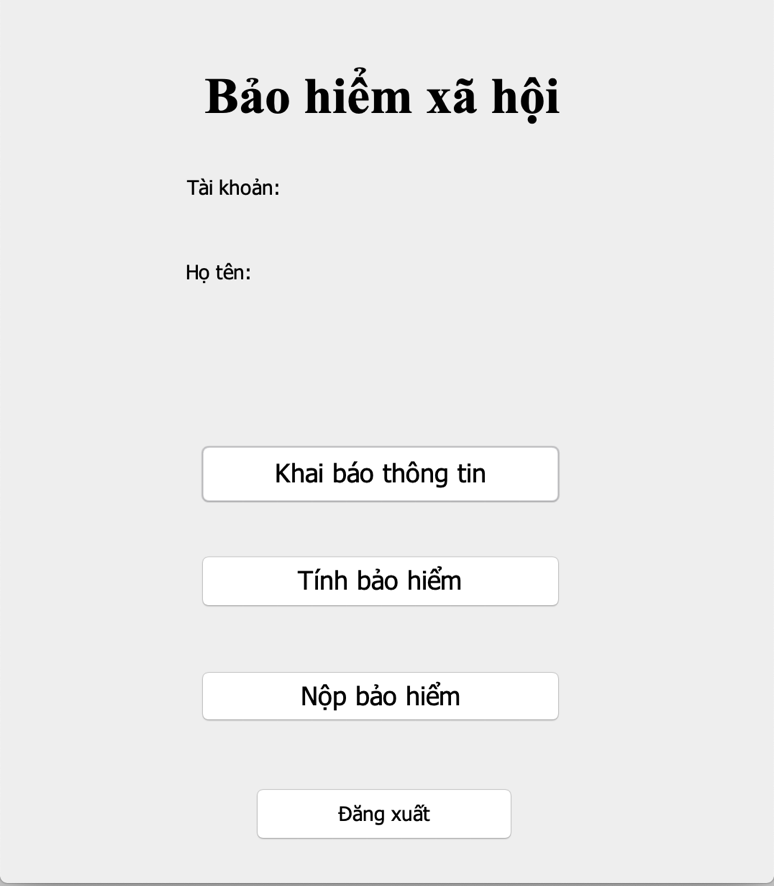 Bảo hiểm xã hội
Tài khoản:
Họ tên:
Khai báo thông tin
Tính bảo hiểm
Nộp bảo hiểm
Đăng xuất